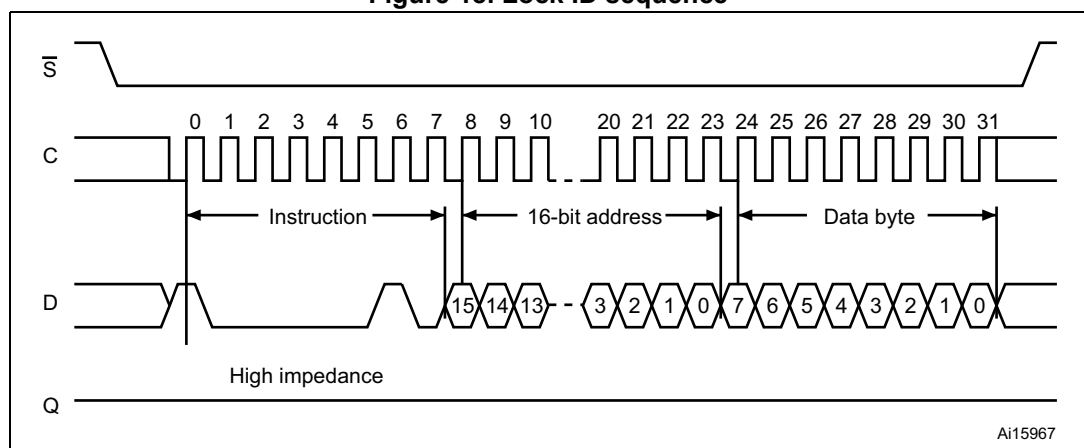 S
0 1 2 3 4 5 6 7 8 9 10 20 21 22 23 24 25 26 27 28 29 30 31
C
Instruction 16-bit address Data byte
D
15 14 13 3 2 1 0 7 6 5 4 3 2 1 0
High impedance
Q
Ai15967